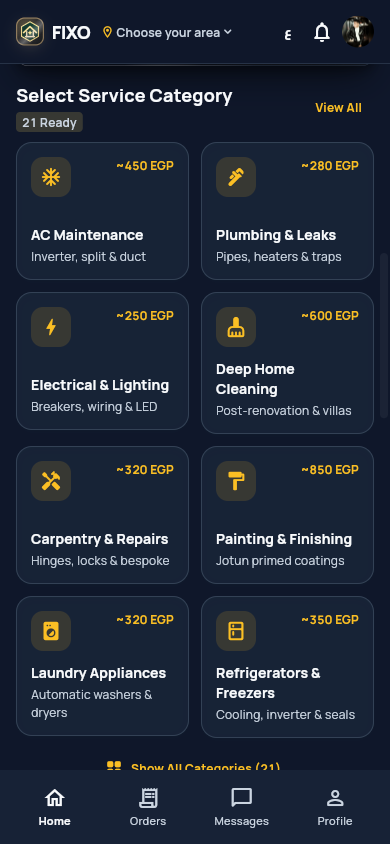 FIXO
Choose your area
ع
Select Service Category
View All
21 Ready
~450 EGP
AC Maintenance
Inverter, split & duct
~280 EGP
Plumbing & Leaks
Pipes, heaters & traps
~250 EGP
Electrical & Lighting
Breakers, wiring & LED
~600 EGP
Deep Home
Cleaning
Post-renovation & villas
~320 EGP
Carpentry & Repairs
Hinges, locks & bespoke
~850 EGP
Painting & Finishing
Jotun primed coatings
~320 EGP
Laundry Appliances
Automatic washers &
dryers
~350 EGP
Refrigerators &
Freezers
Cooling, inverter & seals
Show All Categories (21)
Home
Orders
Messages
Profile